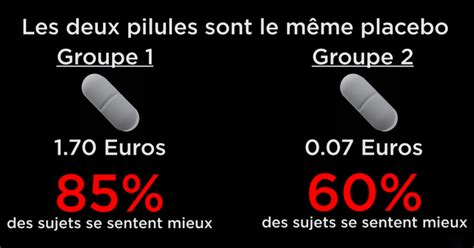 Les deux pilules sont le même placebo
Groupe 1
Groupe 2
1.70 Euros
0.07 Euros
85%
60%
des sujets se sentent mieux
des sujets se sentent mieux